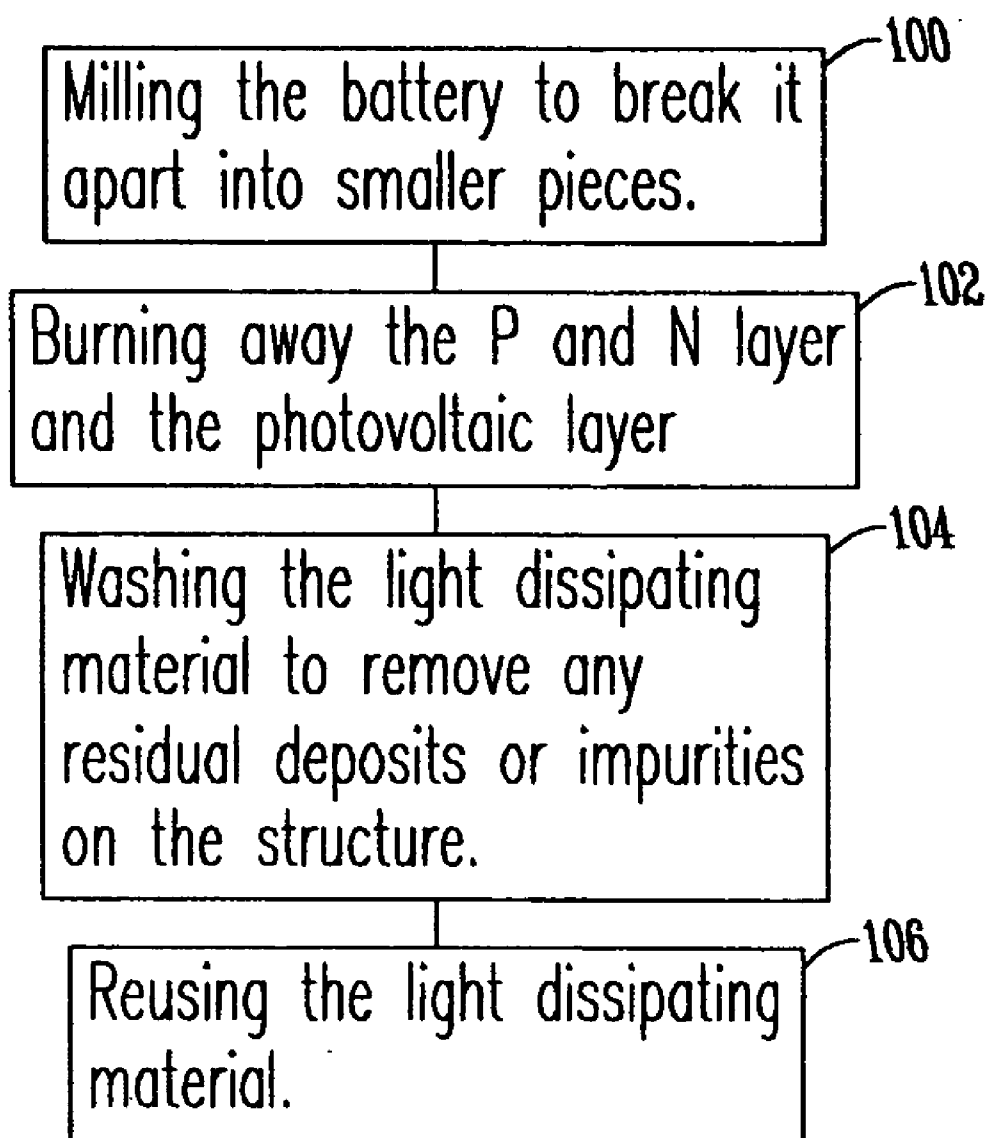 100
Milling the battery to break it
apart into smaller pieces.
102
Burning away the P and N layer
and the photovoltaic layer
104
Washing the light dissipating
material to remove any
residual deposits or impurities
on the structure.
106
Reusing the light dissipating
material.